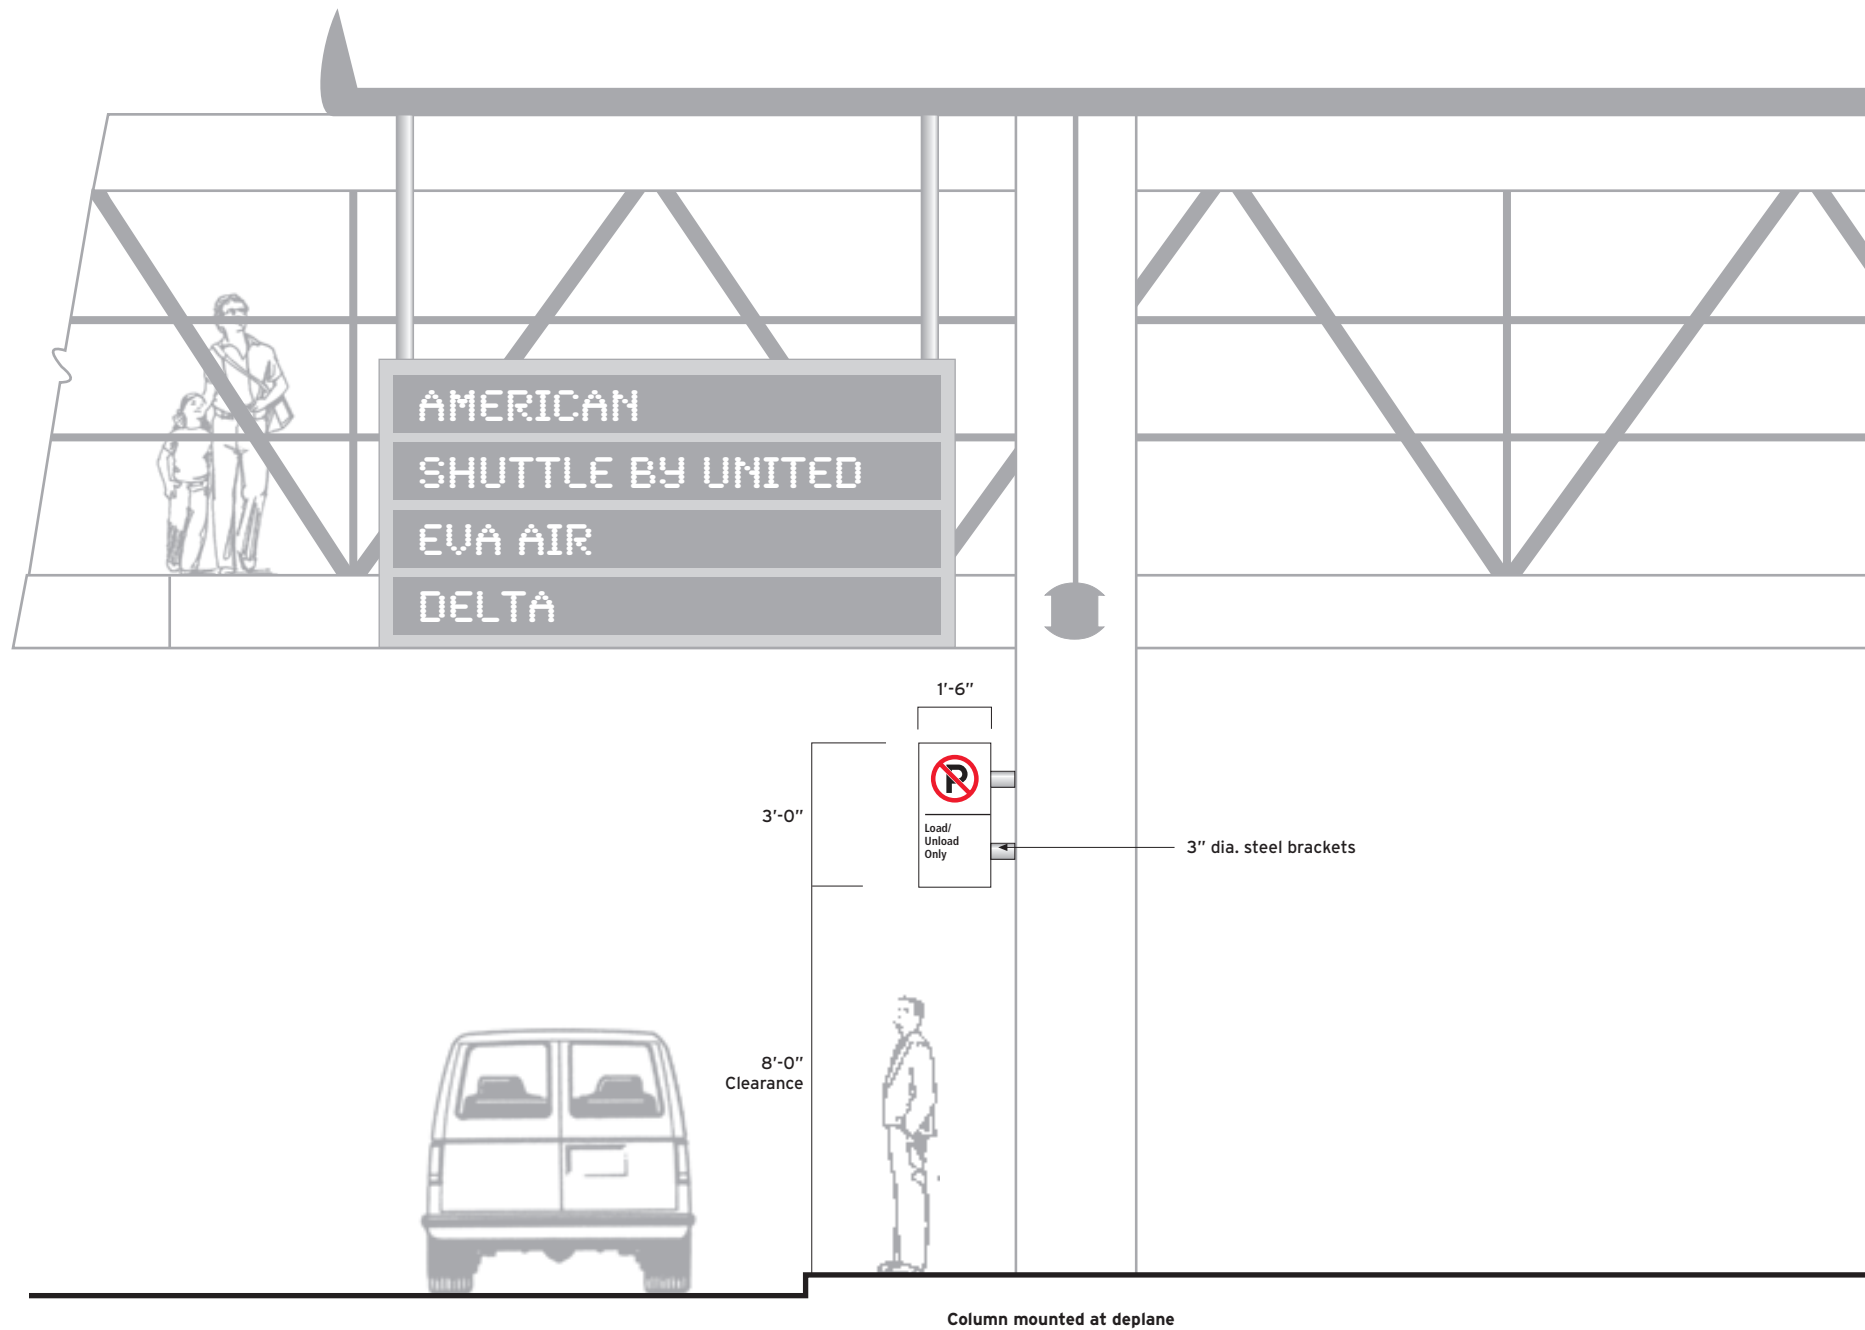 AMERICAN
SHUTTLE BY UNITED
EVA AIR
DELTA
1'-6"
P
3'-0"
Load/
Unload
Only
3" dia. steel brackets
8'-0"
Clearance
Column mounted at deplane